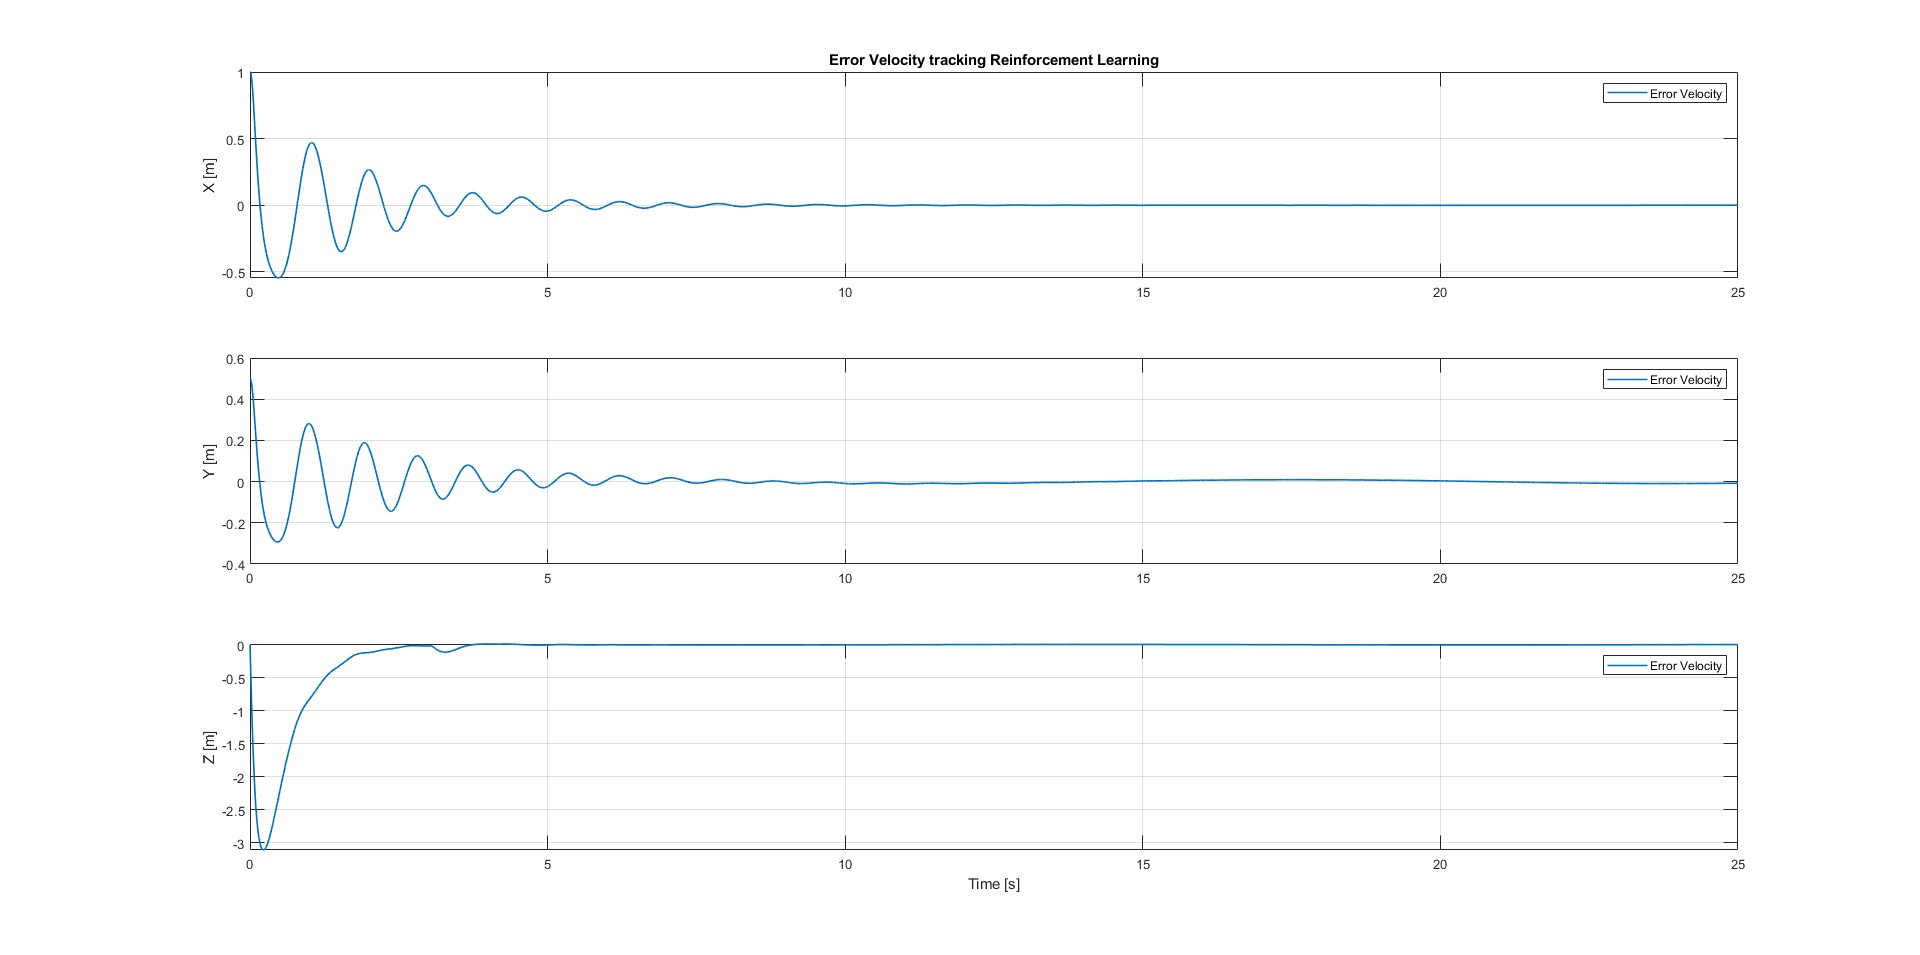 Error Velocity tracking Reinforcement Learning
1
0.5
0
-0.5
X [m]
Error Velocity
0 5 10 15 20 25
0.6
0.4
0.2
0
-0.2
-0.4
Y [m]
Error Velocity
0 5 10 15 20 25
0
-0.5
-1
-1.5
-2
-2.5
-3
Z [m]
Error Velocity
0 5 10 15 20 25
Time [s]